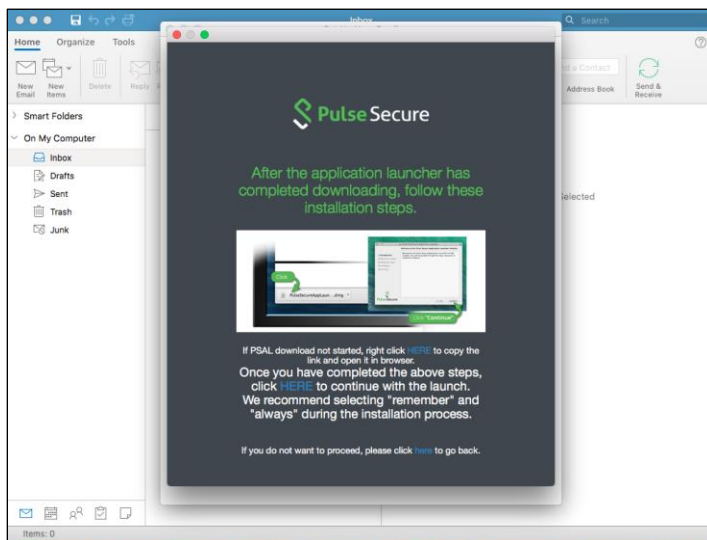 Inbox
Search
Home Organize Tools
New Email
New Items
Delete
Reply
Address Book
Send & Receive
Smart Folders
On My Computer
Inbox
Drafts
Sent
Trash
Junk
Pulse Secure
After the application launcher has
completed downloading, follow these
installation steps.
Click
PulseSecureAppLaun...dmg
PulseSecure
Click "Continue"
If PSAL download not started, right click HERE to copy the
link and open it in browser.
Once you have completed the above steps,
click HERE to continue with the launch.
We recommend selecting "remember" and
"always" during the installation process.
If you do not want to proceed, please click here to go back.
Items: 0